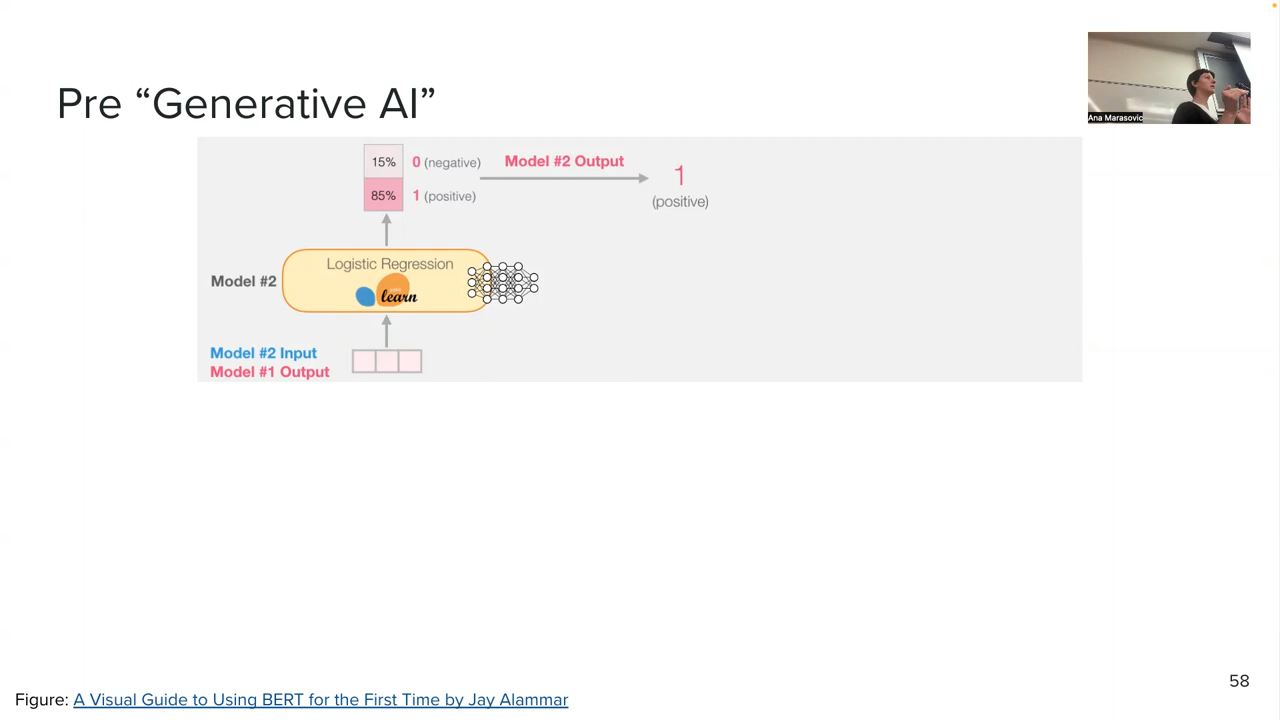 Pre “Generative AI”
Ana Marasovic
15%
0 (negative)
Model #2 Output
1
85%
1 (positive)
(positive)
Logistic Regression
Model #2
learn
Model #2 Input
Model #1 Output
58
Figure: A Visual Guide to Using BERT for the First Time by Jay Alammar